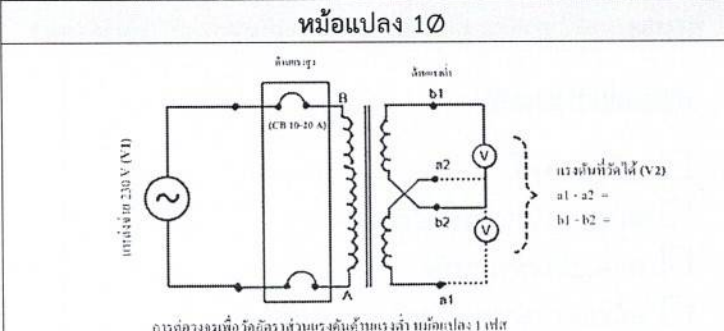 หม้อแปลง 1Ø
ด้านแรงสูง
ด้านแรงต่ำ
B
b1
(CB 10-20 A)
V
a2
แหล่งจ่าย 230 V (V1)
แรงดันที่วัดได้ (V2)
a1 - a2 =
b2
b1 - b2 =
V
A
a1
การต่อวงจรเพื่อวัดอัตราส่วนแรงดันด้านแรงต่ำ หม้อแปลง 1 เฟส